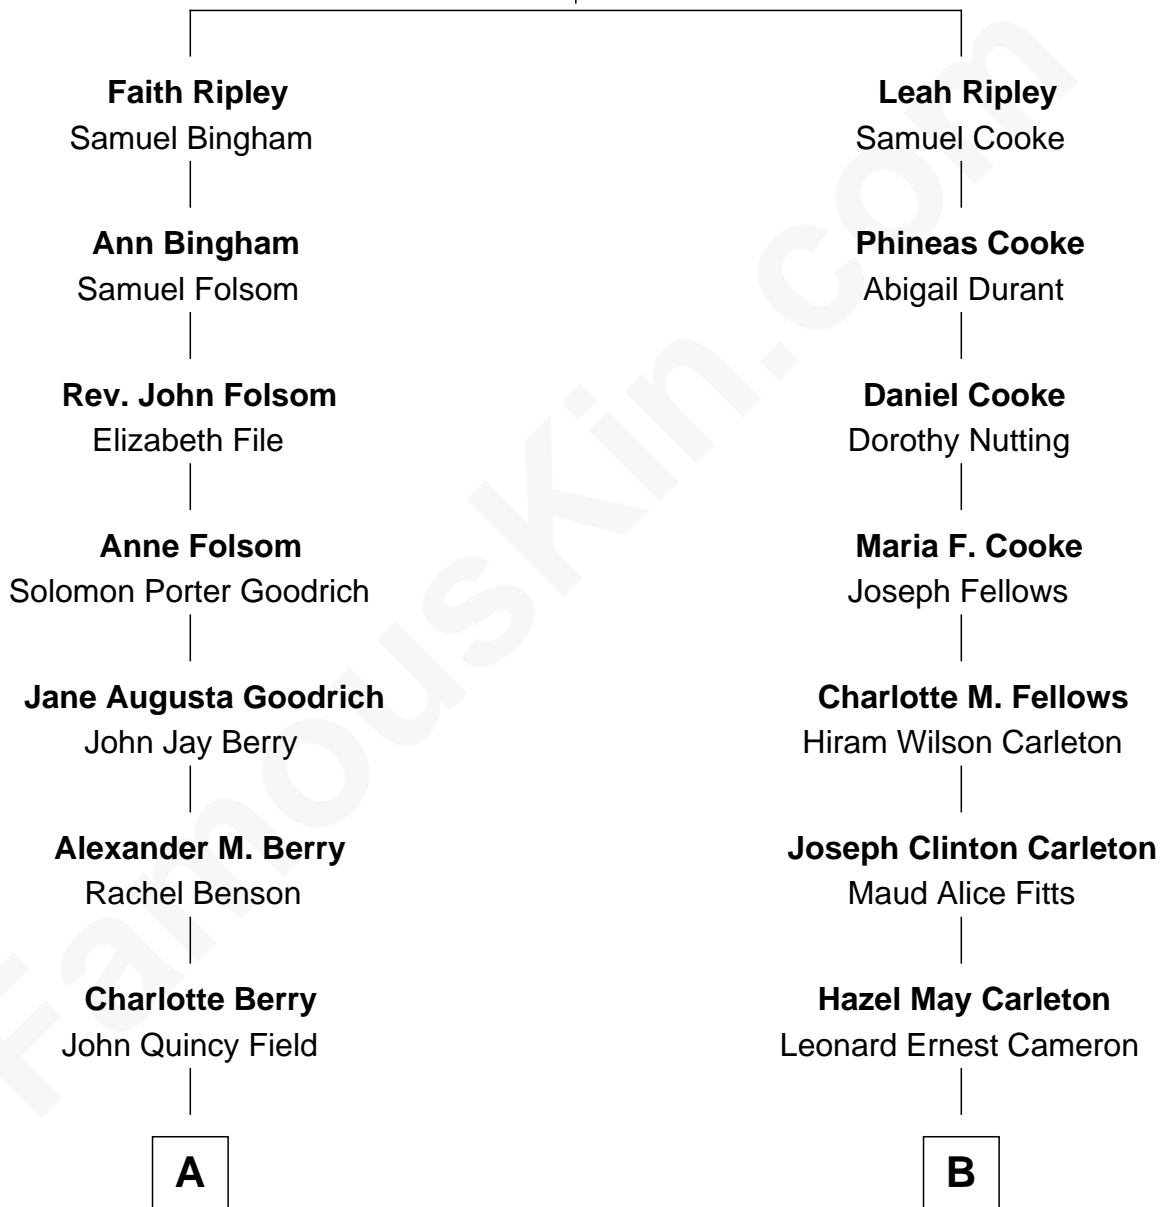 Faith Ripley
Samuel Bingham
Ann Bingham
Samuel Folsom
Rev. John Folsom
Elizabeth File
Anne Folsom
Solomon Porter Goodrich
Jane Augusta Goodrich
John Jay Berry
Alexander M. Berry
Rachel Benson
Charlotte Berry
John Quincy Field
A
Leah Ripley
Samuel Cooke
Phineas Cooke
Abigail Durant
Daniel Cooke
Dorothy Nutting
Maria F. Cooke
Joseph Fellows
Charlotte M. Fellows
Hiram Wilson Carleton
Joseph Clinton Carleton
Maud Alice Fitts
Hazel May Carleton
Leonard Ernest Cameron
B
FamousKin.com